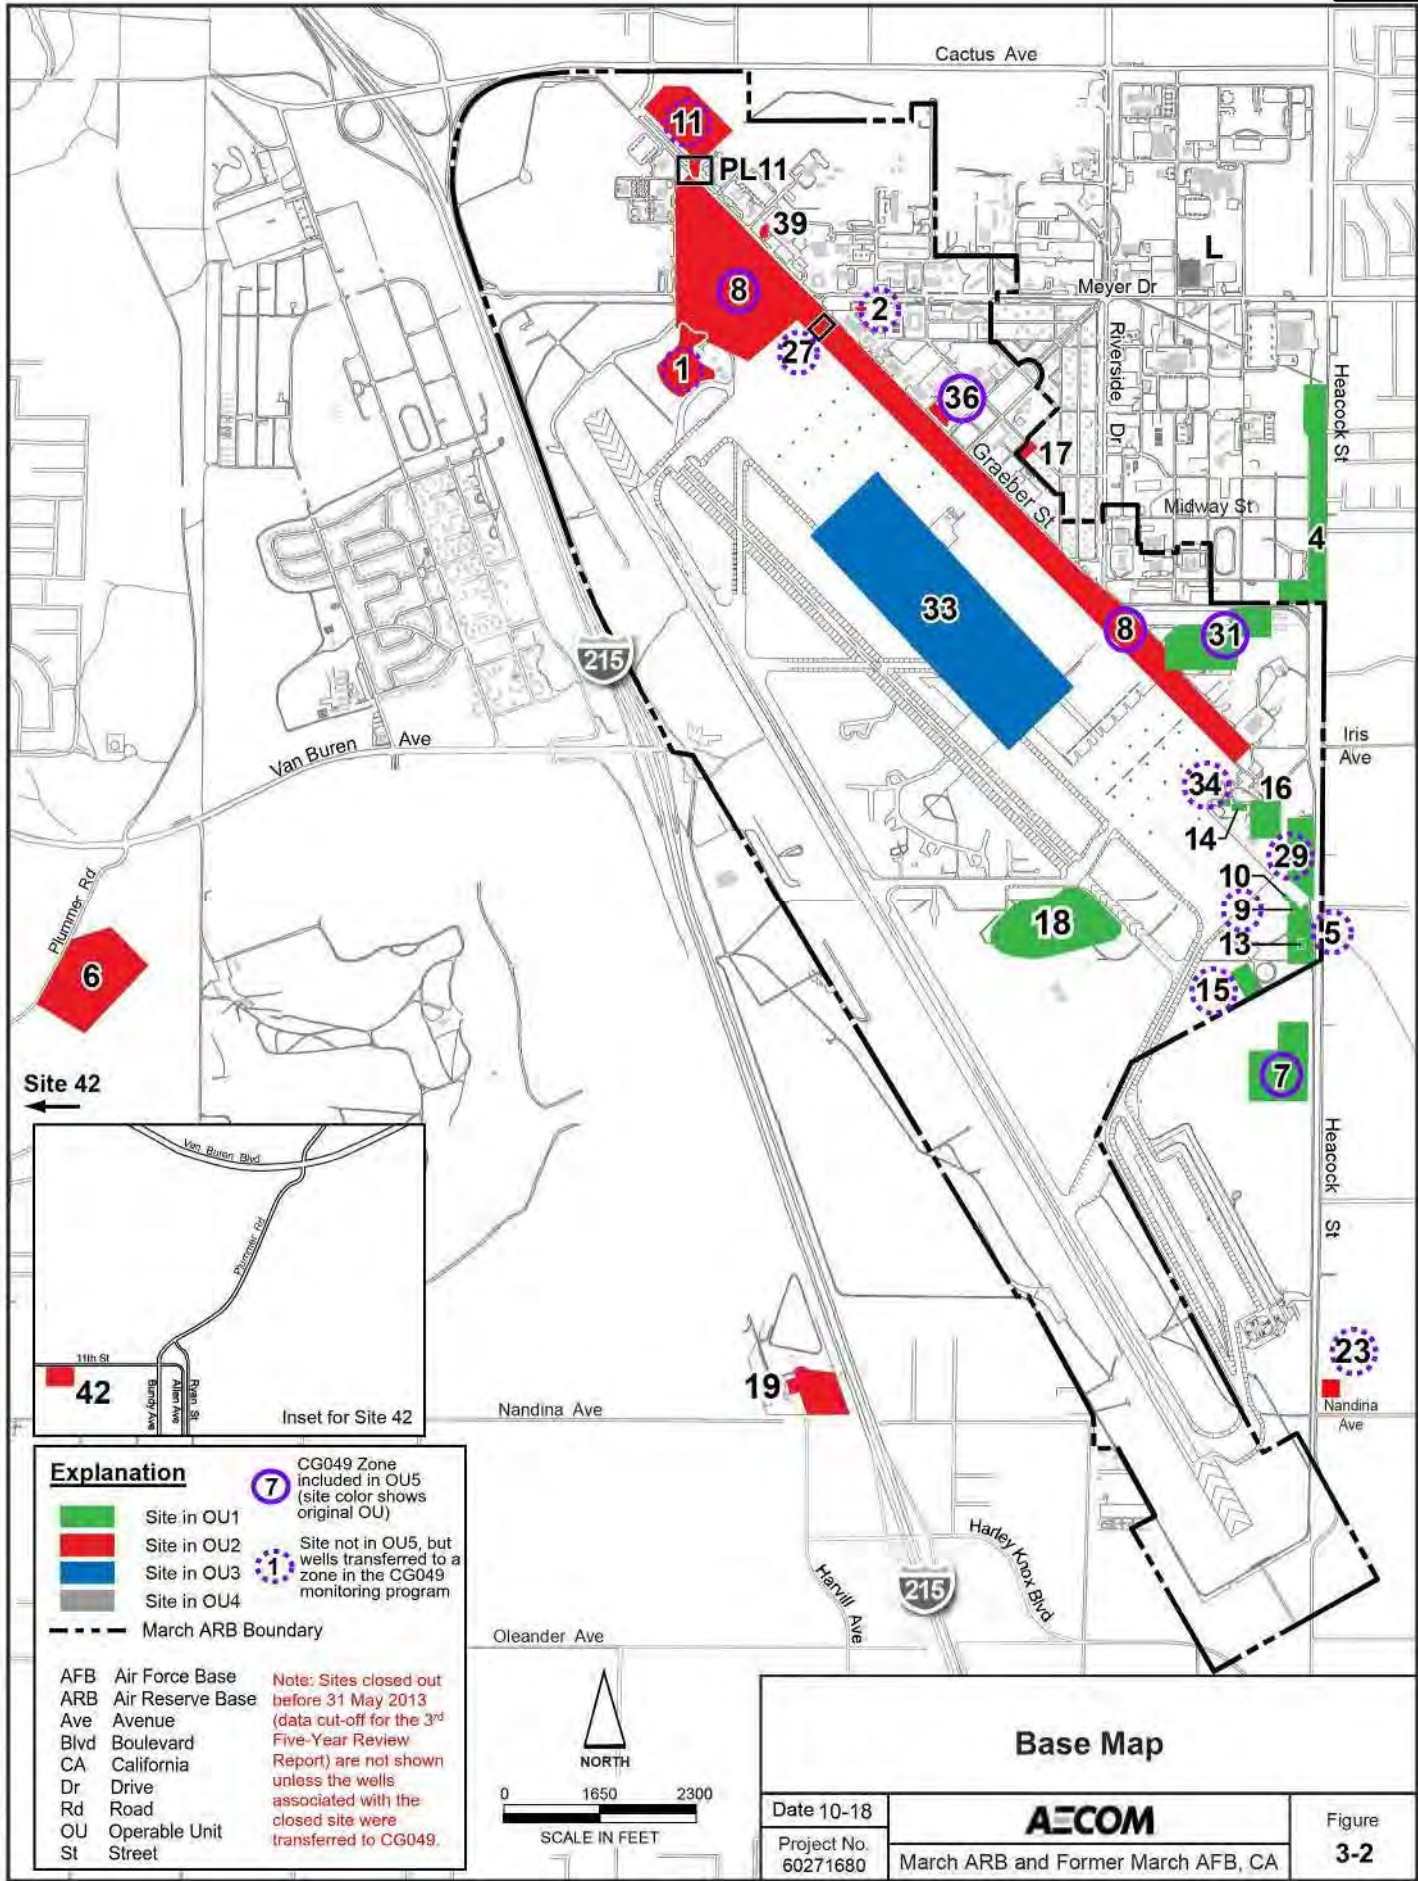 Cactus Ave
11
PL11
39
L
8
Meyer Dr
2
27
1
Riverside Dr
Heacock St
36
17
Graeber St
Midway St
4
33
8
31
215
Iris
Ave
Van Buren Ave
34
16
14
29
10
9
5
13
18
15
Plummer Rd
6
7
Site 42
Heacock St
Van Buren Blvd
Plummer Rd
11th St
42
Bundy Ave
Allen Ave
Ryan St
Inset for Site 42
23
19
Nandina Ave
Nandina
Ave
Explanation
7
CG049 Zone
included in OU5
(site color shows
original OU)
Site in OU1
Site in OU2
Site in OU3
Site in OU4
1
Site not in OU5, but
wells transferred to a
zone in the CG049
monitoring program
March ARB Boundary
AFB Air Force Base
ARB Air Reserve Base
Ave Avenue
Blvd Boulevard
CA California
Dr Drive
Rd Road
OU Operable Unit
St Street
Note: Sites closed out
before 31 May 2013
(data cut-off for the 3rd
Five-Year Review
Report) are not shown
unless the wells
associated with the
closed site were
transferred to CG049.
Harley Knox Blvd
Harvill Ave
215
Oleander Ave
NORTH
0 1650 2300
SCALE IN FEET
Base Map
Date 10-18
Project No.
60271680
AECOM
March ARB and Former March AFB, CA
Figure
3-2